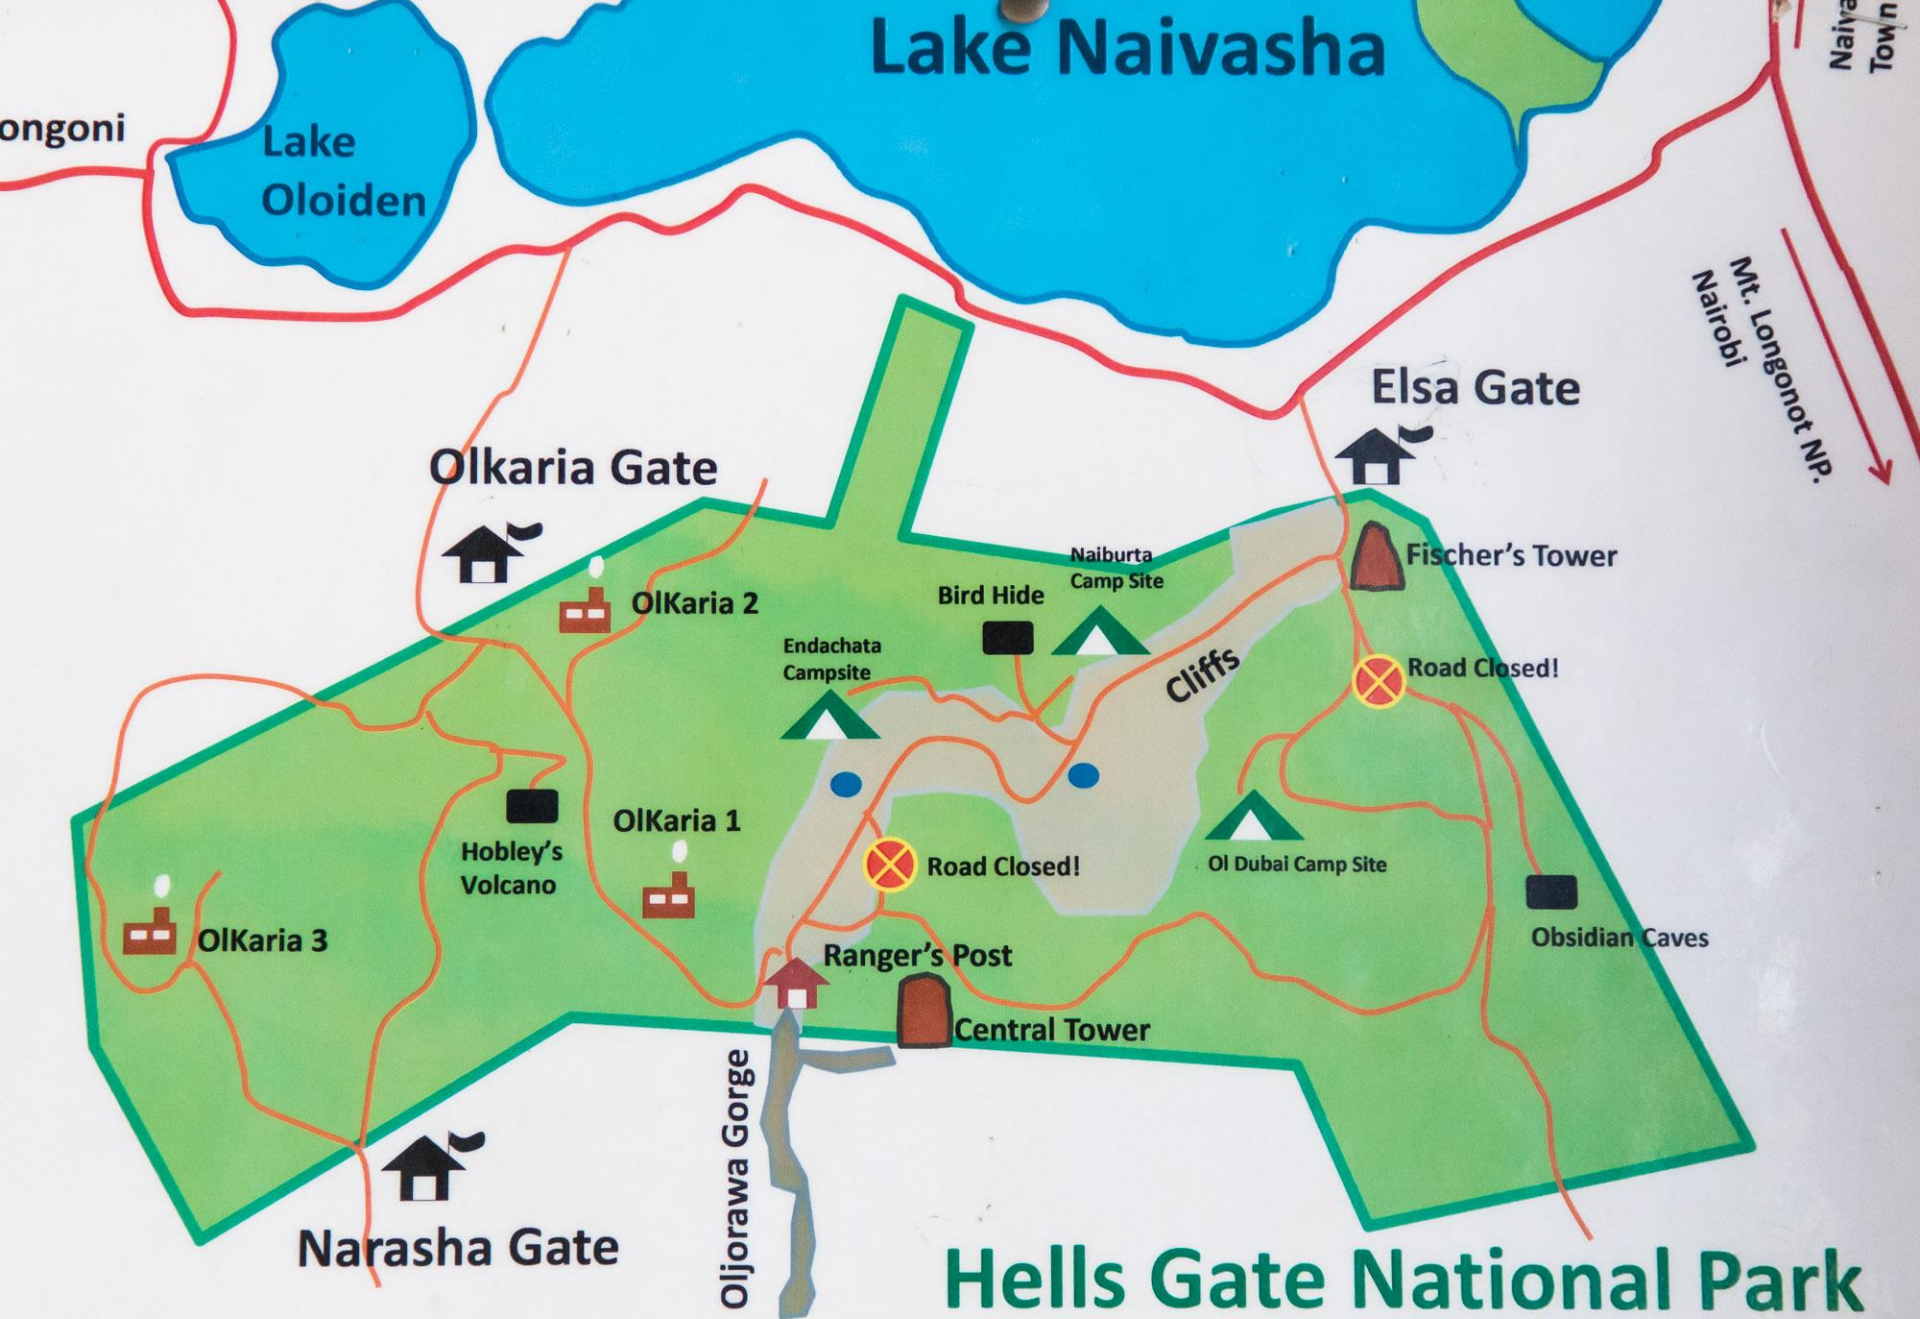 Lake Naivasha
Town
ongoni
Lake
Oloiden
Mt. Longonot NP.
Nairobi
Elsa Gate
Olkaria Gate
Fischer's Tower
Naiburta
Camp Site
Bird Hide
OlKaria 2
Endachata
Campsite
Cliffs
Road Closed!
OlKaria 1
Hobley's
Volcano
Road Closed!
Ol Dubai Camp Site
OlKaria 3
Obsidian Caves
Ranger's Post
Central Tower
Oljorawa Gorge
Narasha Gate
Hells Gate National Park